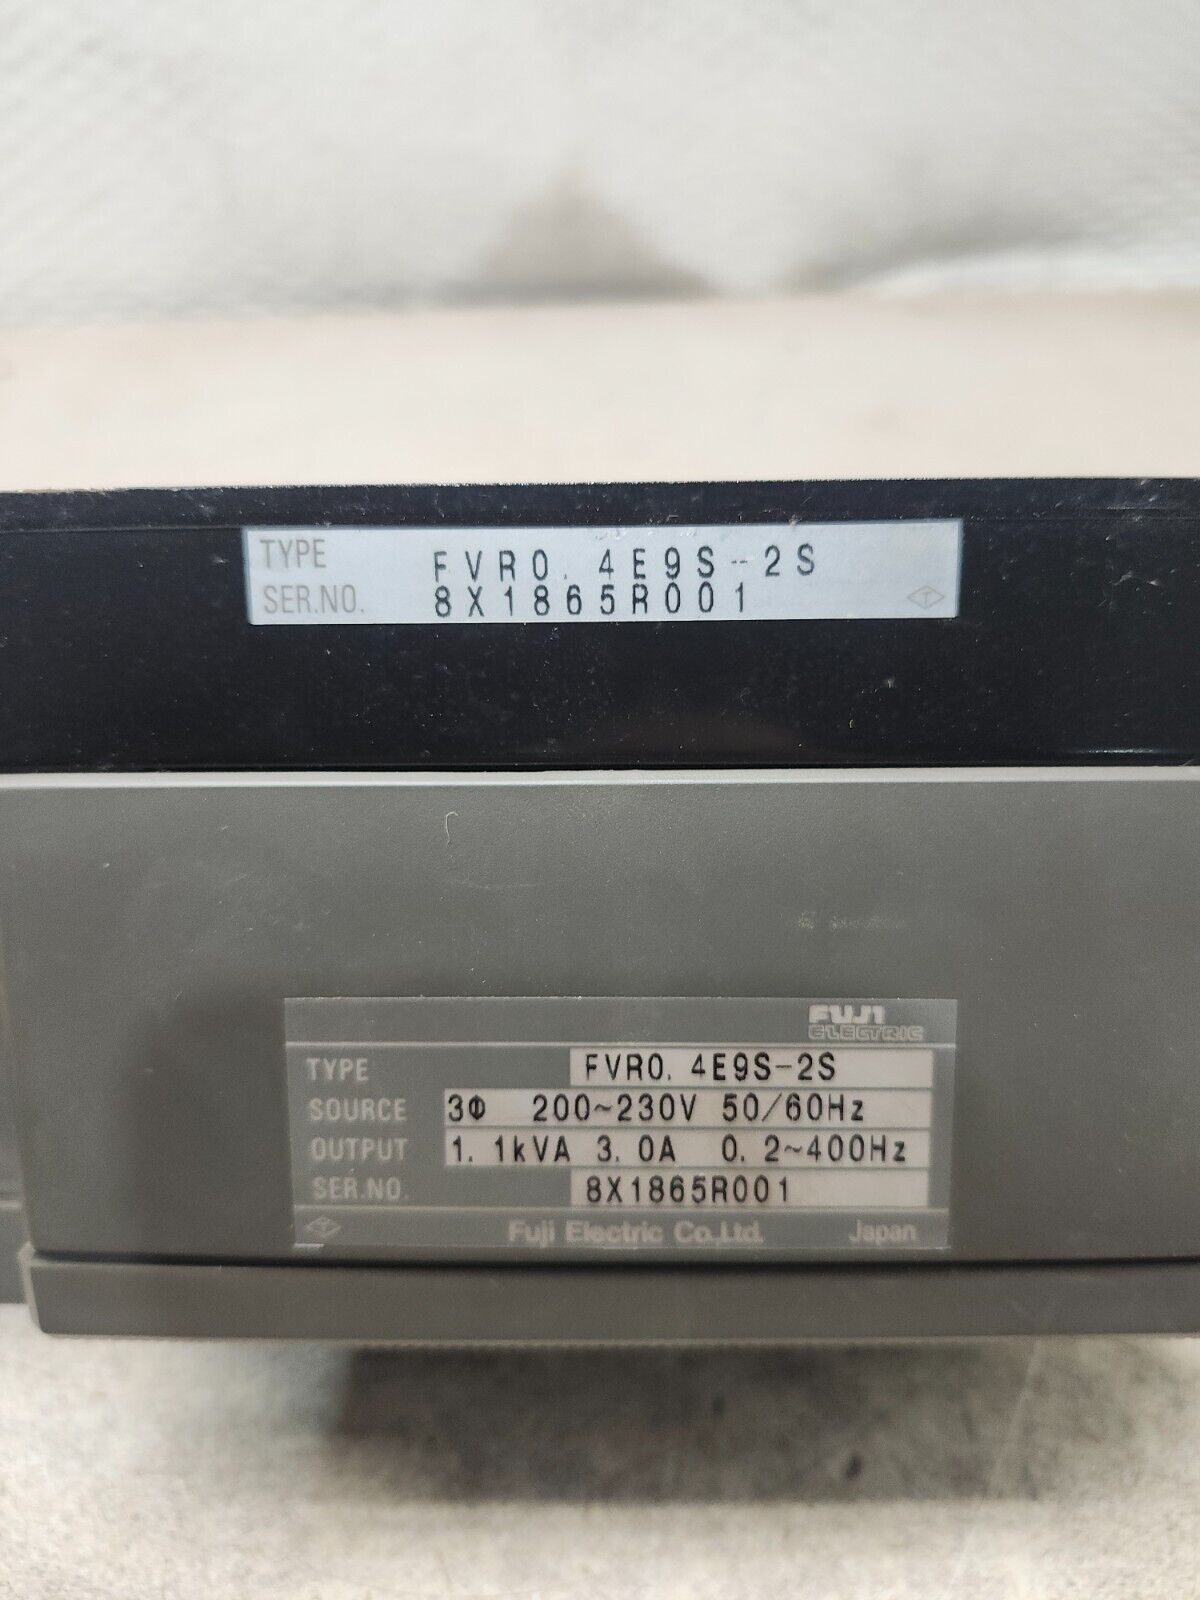 TYPE FVR0.4E9S-2S
SER.NO. 8X1865R001
FUJI
ELECTRIC
TYPE FVR0.4E9S-2S
SOURCE 3Φ 200~230V 50/60Hz
OUTPUT 1.1kVA 3.0A 0.2~400Hz
SER.NO. 8X1865R001
Fuji Electric Co.,Ltd. Japan